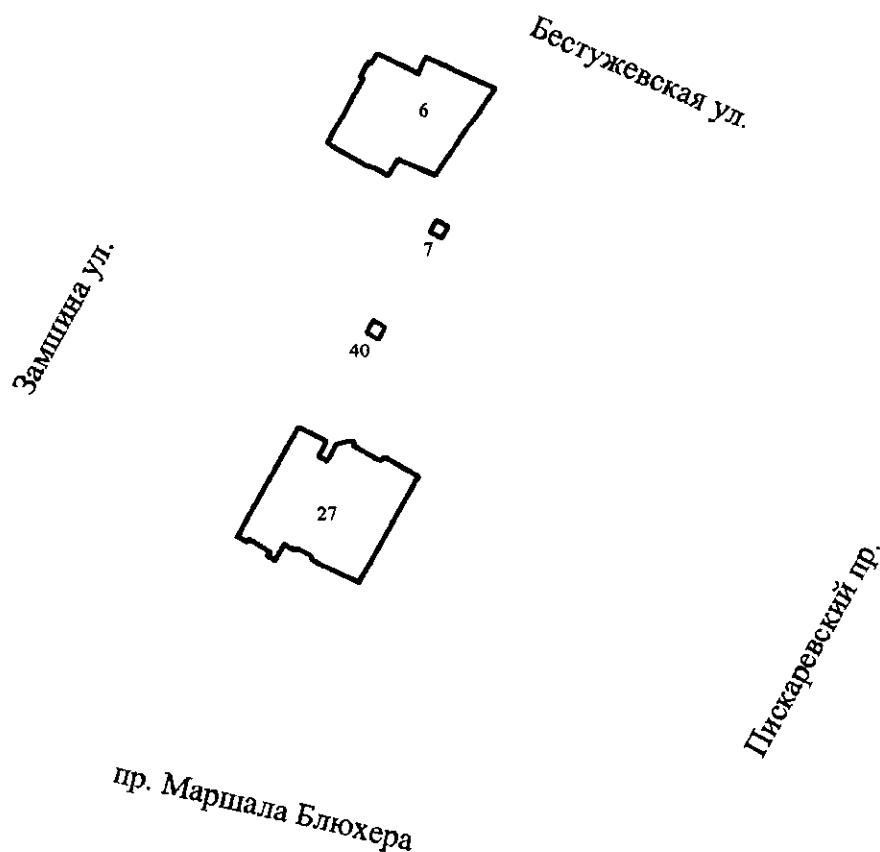 Бестужевская ул.
6
7
Замшина ул.
40
27
Пискаревский пр.
пр. Маршала Блюхера